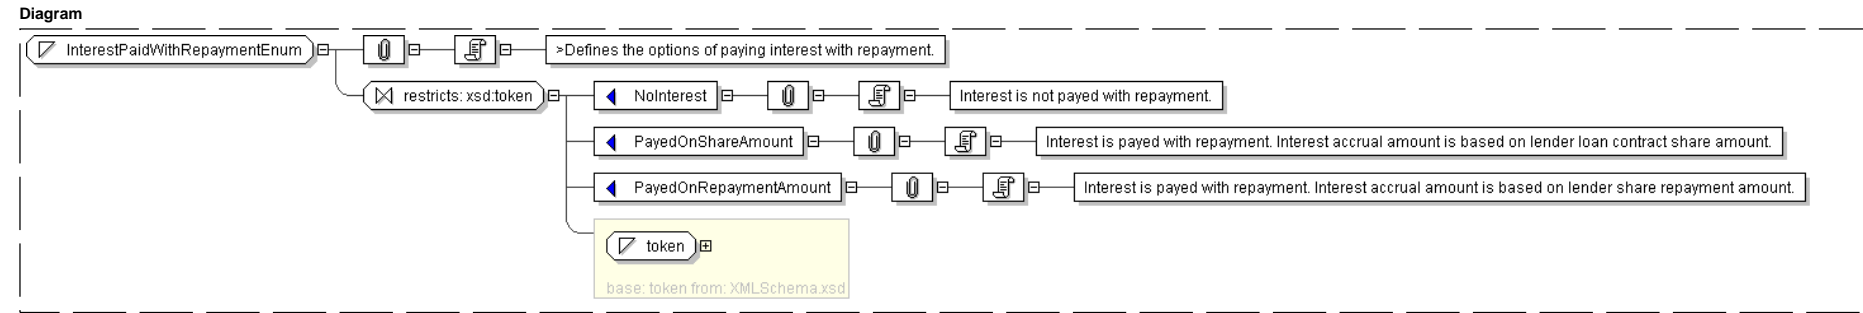 Diagram
InterestPaidWithRepaymentEnum
>Defines the options of paying interest with repayment.
restricts: xsd:token
NoInterest
Interest is not payed with repayment.
PayedOnShareAmount
Interest is payed with repayment. Interest accrual amount is based on lender loan contract share amount.
PayedOnRepaymentAmount
Interest is payed with repayment. Interest accrual amount is based on lender share repayment amount.
token
base: token from: XMLSchema.xsd